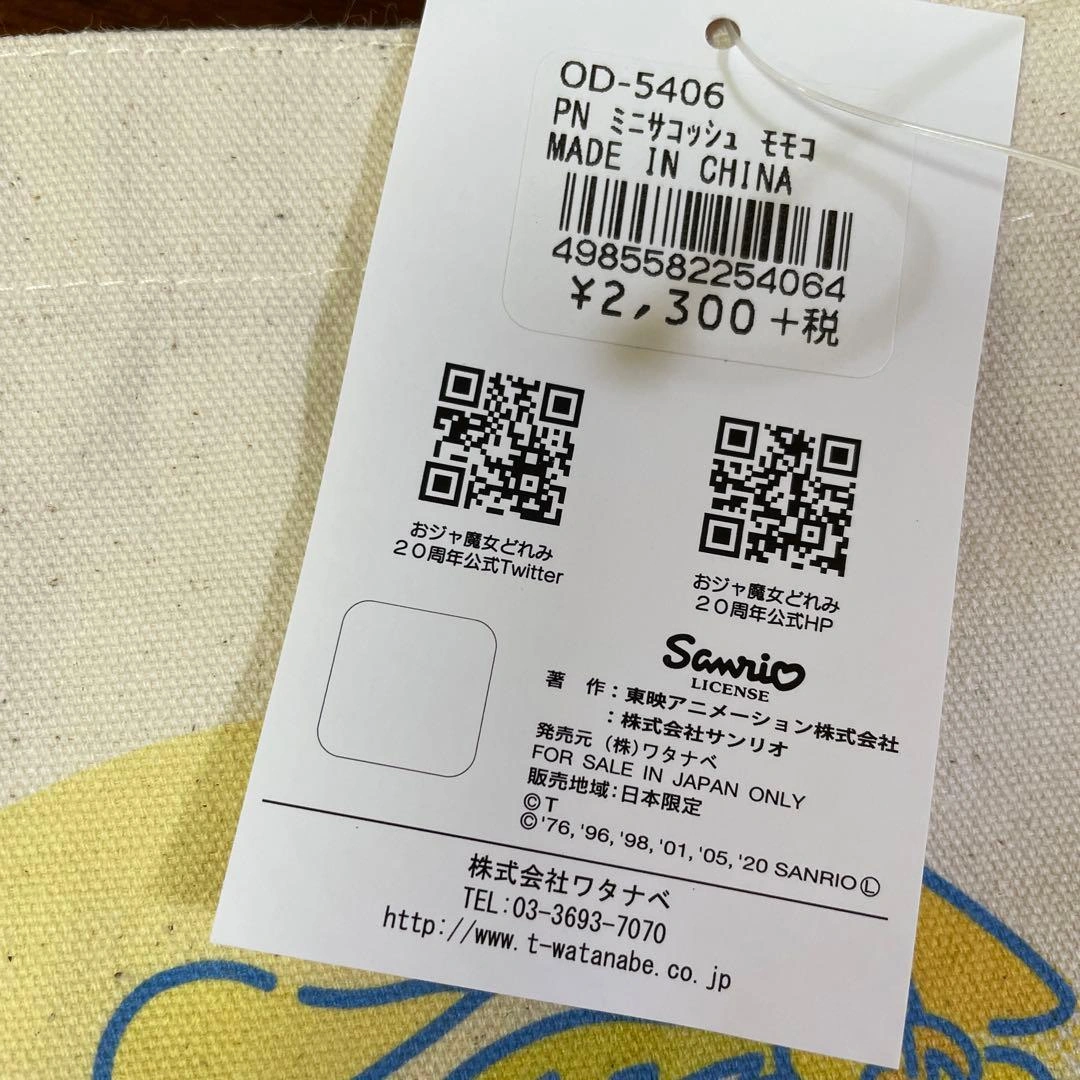 OD-5406
PN ﾐﾆｻｺｯｼｭ ﾓﾓｺ
MADE IN CHINA
4985582254064
¥2,300+税
おジャ魔女どれみ
20周年公式Twitter
おジャ魔女どれみ
20周年公式HP
Sanrio
LICENSE
著 作:東映アニメーション株式会社
:株式会社サンリオ
発売元 (株)ワタナベ
FOR SALE IN JAPAN ONLY
販売地域:日本限定
©T
©'76, '96, '98, '01, '05, '20 SANRIO Ⓛ
株式会社ワタナベ
TEL:03-3693-7070
http://www.t-watanabe.co.jp